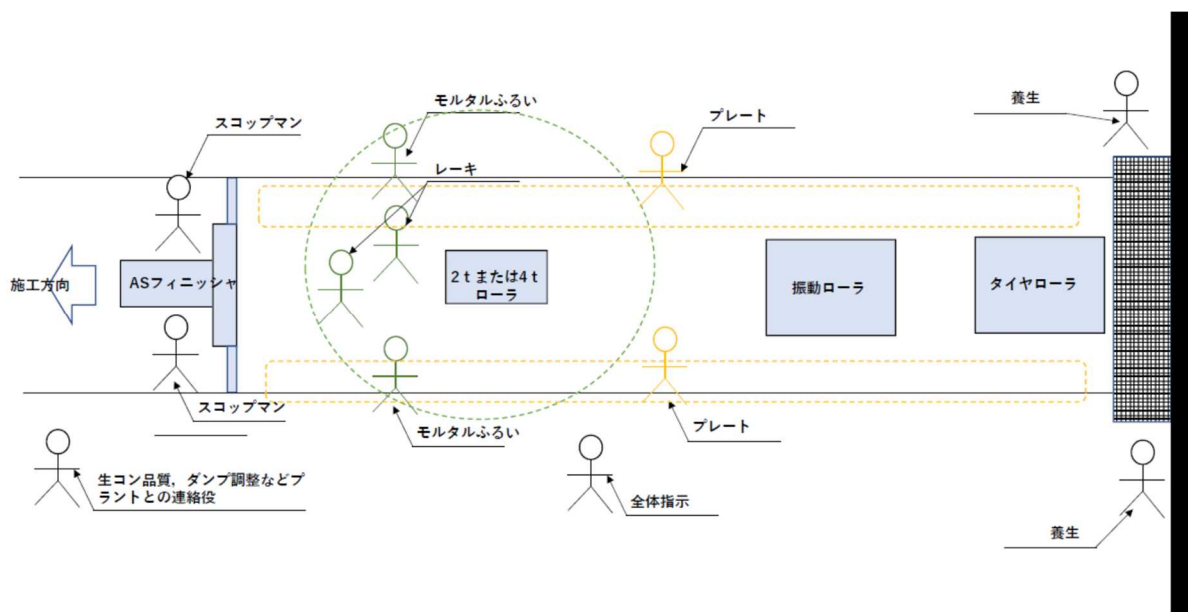 養生
モルタルふるい
スコップマン
プレート
レーキ
施工方向
ASフィニッシャ
2ｔまたは4ｔ
ローラ
振動ローラ
タイヤローラ
スコップマン
モルタルふるい
プレート
生コン品質，ダンプ調整などプ
ラントとの連絡役
全体指示
養生